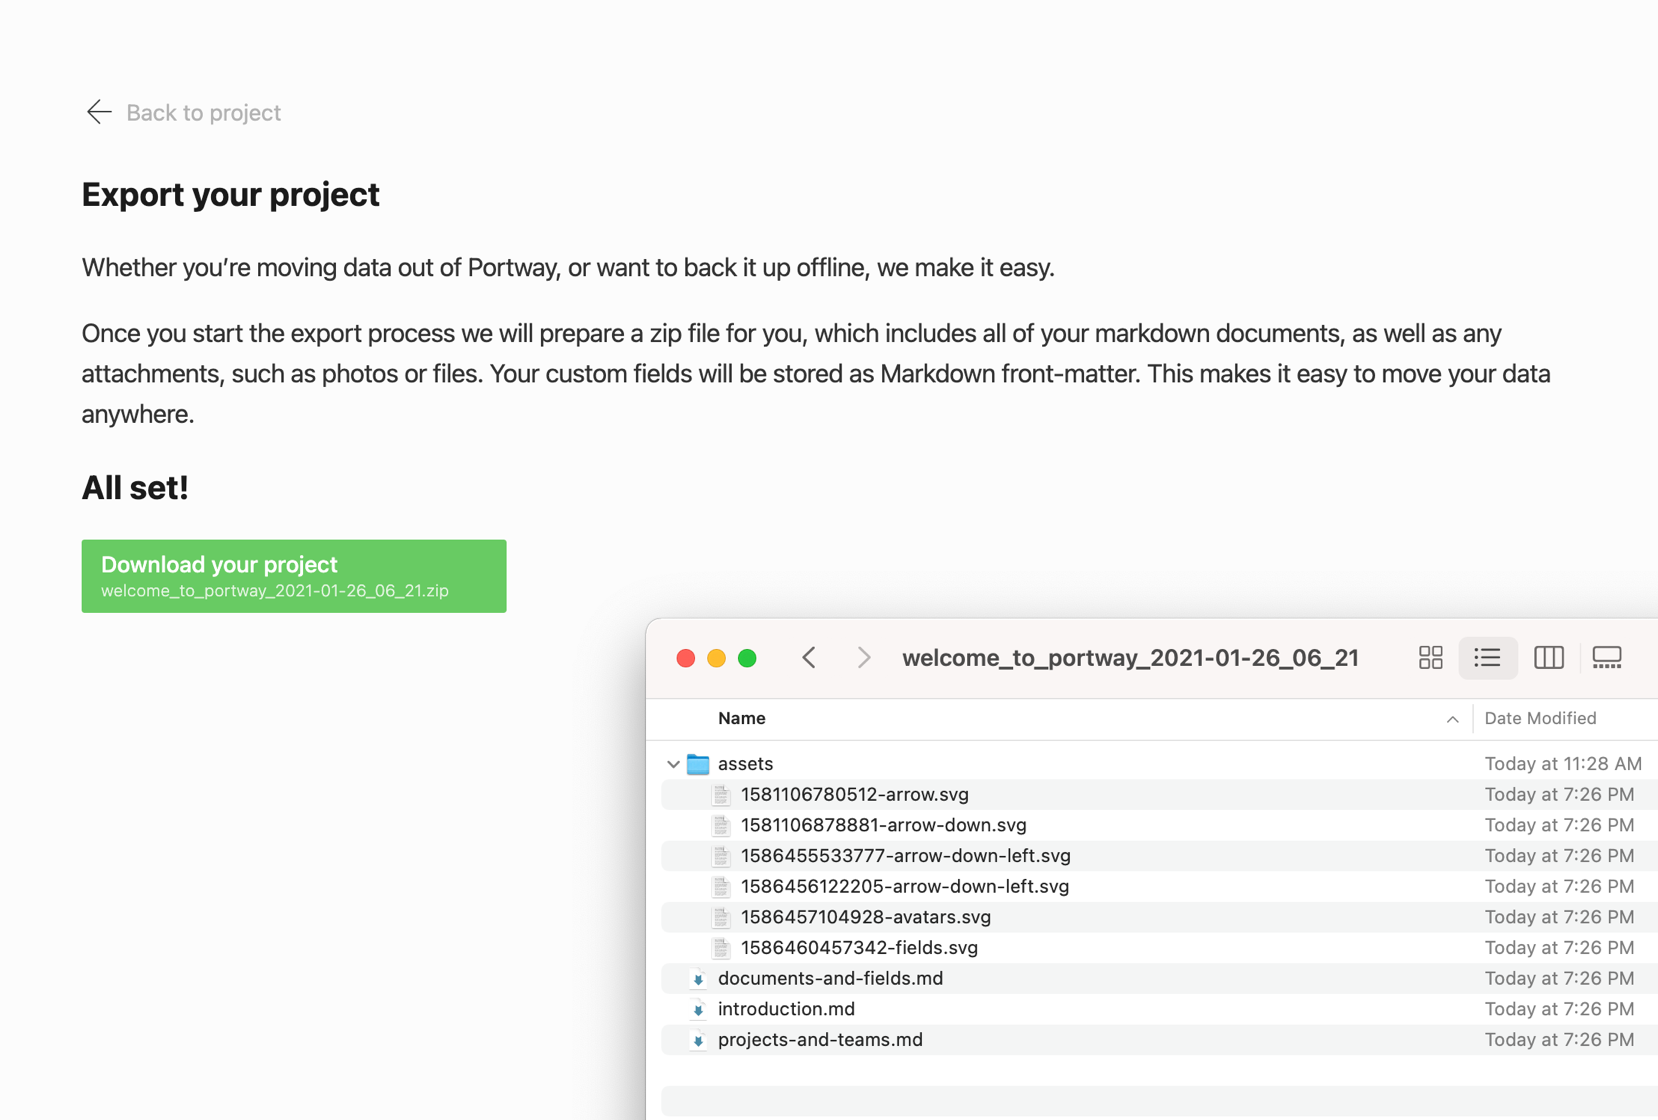 Back to project
Export your project
Whether you’re moving data out of Portway, or want to back it up offline, we make it easy.
Once you start the export process we will prepare a zip file for you, which includes all of your markdown documents, as well as any
attachments, such as photos or files. Your custom fields will be stored as Markdown front-matter. This makes it easy to move your data
anywhere.
All set!
Download your project
welcome_to_portway_2021-01-26_06_21.zip
welcome_to_portway_2021-01-26_06_21
Name Date Modified
assets Today at 11:28 AM
1581106780512-arrow.svg Today at 7:26 PM
1581106878881-arrow-down.svg Today at 7:26 PM
1586455533777-arrow-down-left.svg Today at 7:26 PM
1586456122205-arrow-down-left.svg Today at 7:26 PM
1586457104928-avatars.svg Today at 7:26 PM
1586460457342-fields.svg Today at 7:26 PM
documents-and-fields.md Today at 7:26 PM
introduction.md Today at 7:26 PM
projects-and-teams.md Today at 7:26 PM